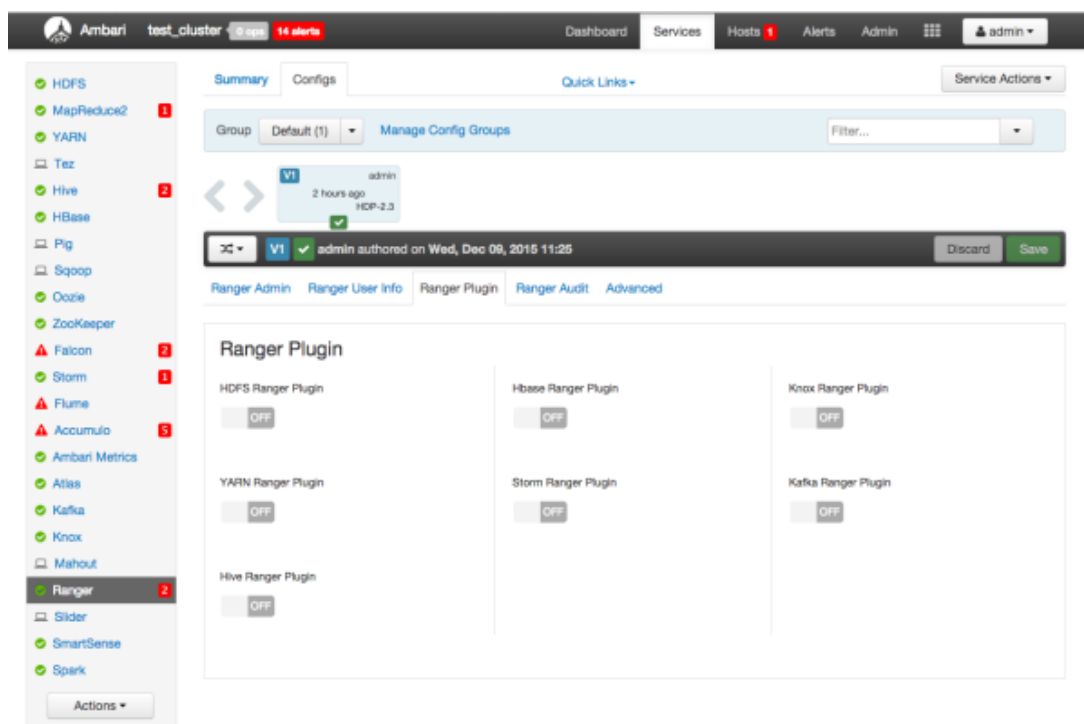 Ambari test_cluster 0 ops 14 alerts Dashboard Services Hosts 1 Alerts Admin admin
HDFS
MapReduce2 1
YARN
Tez
Hive 2
HBase
Pig
Sqoop
Oozie
ZooKeeper
Falcon 2
Storm 1
Flume
Accumulo 5
Ambari Metrics
Atlas
Kafka
Knox
Mahout
Ranger 2
Slider
SmartSense
Spark
Actions
Summary Configs Quick Links Service Actions
Group Default (1) Manage Config Groups Filter...
V1 admin
2 hours ago
HDP-2.3
V1 admin authored on Wed, Dec 09, 2015 11:25 Discard Save
Ranger Admin Ranger User Info Ranger Plugin Ranger Audit Advanced
Ranger Plugin
HDFS Ranger Plugin Hbase Ranger Plugin Knox Ranger Plugin
OFF OFF OFF
YARN Ranger Plugin Storm Ranger Plugin Kafka Ranger Plugin
OFF OFF OFF
Hive Ranger Plugin
OFF